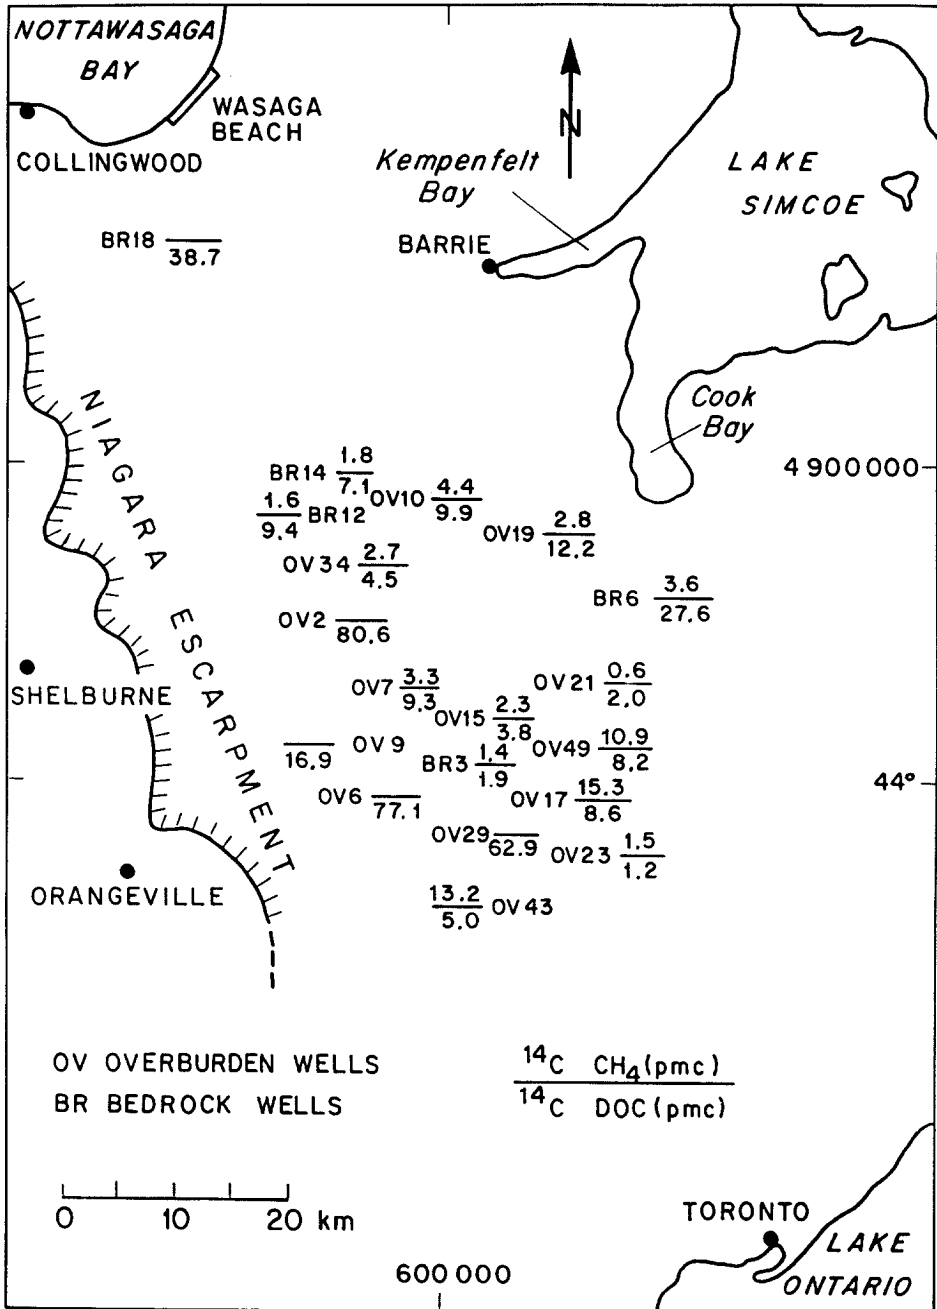 NOTTAWASAGA
BAY
WASAGA
BEACH
COLLINGWOOD
N
Kempenfelt
Bay
LAKE
SIMCOE
BR18
38.7
BARRIE
NIAGARA ESCARPMENT
Cook
Bay
4 900 000
BR14 1.8
7.1
1.6 BR12
9.4
OV10 4.4
9.9
OV19 2.8
12.2
OV34 2.7
4.5
BR6 3.6
27.6
OV2
80.6
SHELBURNE
OV7 3.3
9.3
OV21 0.6
2.0
OV15 2.3
3.8
OV9
16.9
BR3 1.4
1.9
OV49 10.9
8.2
44°
OV6
77.1
OV17 15.3
8.6
OV29
62.9
OV23 1.5
1.2
ORANGEVILLE
13.2 OV43
5.0
OV OVERBURDEN WELLS
BR BEDROCK WELLS
¹⁴C CH₄ (pmc)
¹⁴C DOC (pmc)
0 10 20 km
TORONTO
LAKE
ONTARIO
600 000